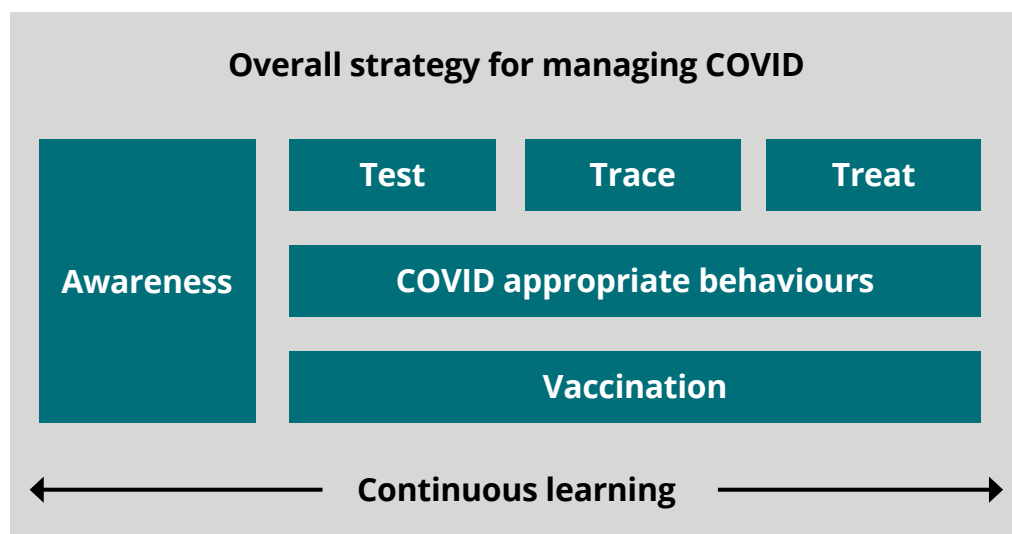 Overall strategy for managing COVID
Test
Trace
Treat
Awareness
COVID appropriate behaviours
Vaccination
Continuous learning